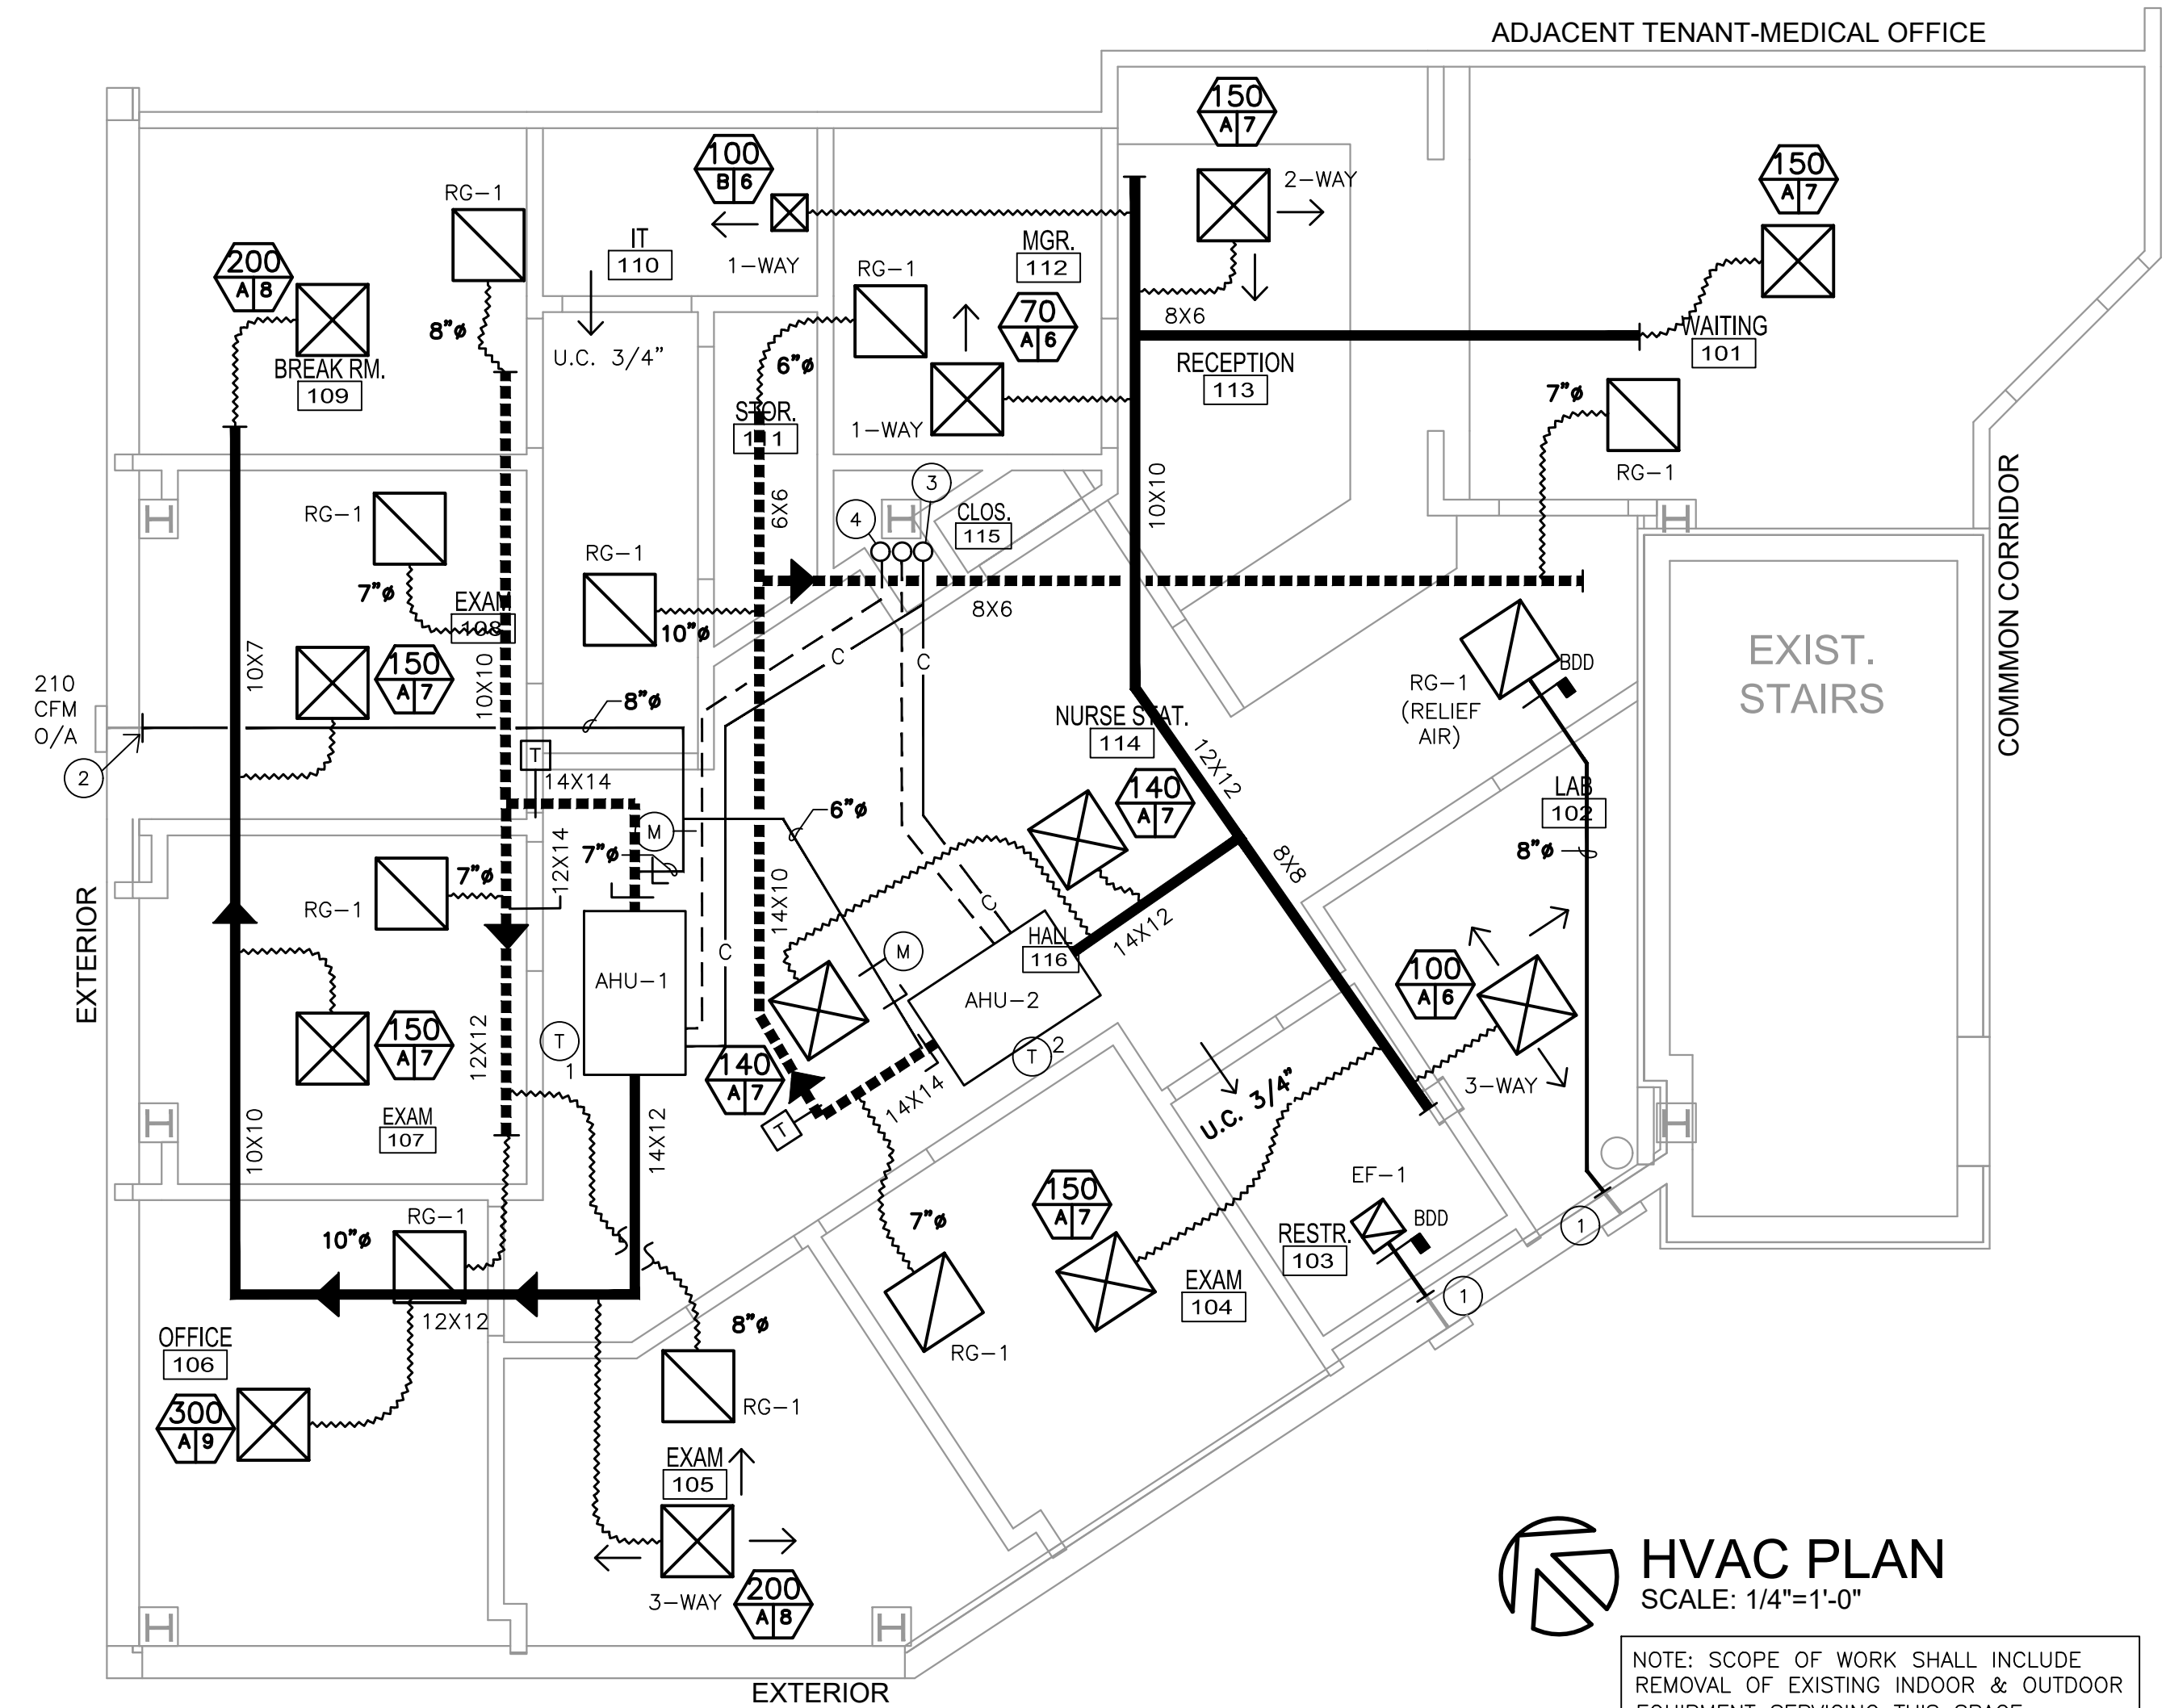 ADJACENT TENANT-MEDICAL OFFICE
150
A 7
100
B 6
150
A 7
RG-1
2-WAY
200
A 8
IT
110
1-WAY
MGR.
112
RG-1
70
A 6
8"ø
U.C. 3/4"
6"ø
8X6
WAITING
101
BREAK RM.
109
RECEPTION
113
7"ø
STOR.
111
1-WAY
RG-1
COMMON CORRIDOR
RG-1
6X6
10X10
4
3
CLOS.
115
RG-1
7"ø
EXAM
108
10"ø
8X6
10X7
150
A 7
10X10
C
C
BDD
EXIST.
STAIRS
210
CFM
O/A
8"ø
RG-1
(RELIEF
AIR)
NURSE STAT.
114
12X12
2
T
14X14
140
A 7
LAB
102
6"ø
M
7"ø
12X14
8X8
8"ø
7"ø
RG-1
14X10
C
EXTERIOR
M
HALL
116
14X12
C
AHU-1
AHU-2
100
A 6
150
A 7
12X12
T
1
T
2
140
A 7
14X14
U.C. 3/4"
3-WAY
EXAM
107
10X10
14X12
T
150
A 7
EF-1
BDD
RG-1
10"ø
7"ø
RESTR.
103
1
EXAM
104
1
12X12
OFFICE
106
8"ø
RG-1
300
A 9
RG-1
EXAM
105
3-WAY
200
A 8
HVAC PLAN
SCALE: 1/4"=1'-0"
NOTE: SCOPE OF WORK SHALL INCLUDE
REMOVAL OF EXISTING INDOOR & OUTDOOR
EQUIPMENT SERVICING THIS SPACE
EXTERIOR